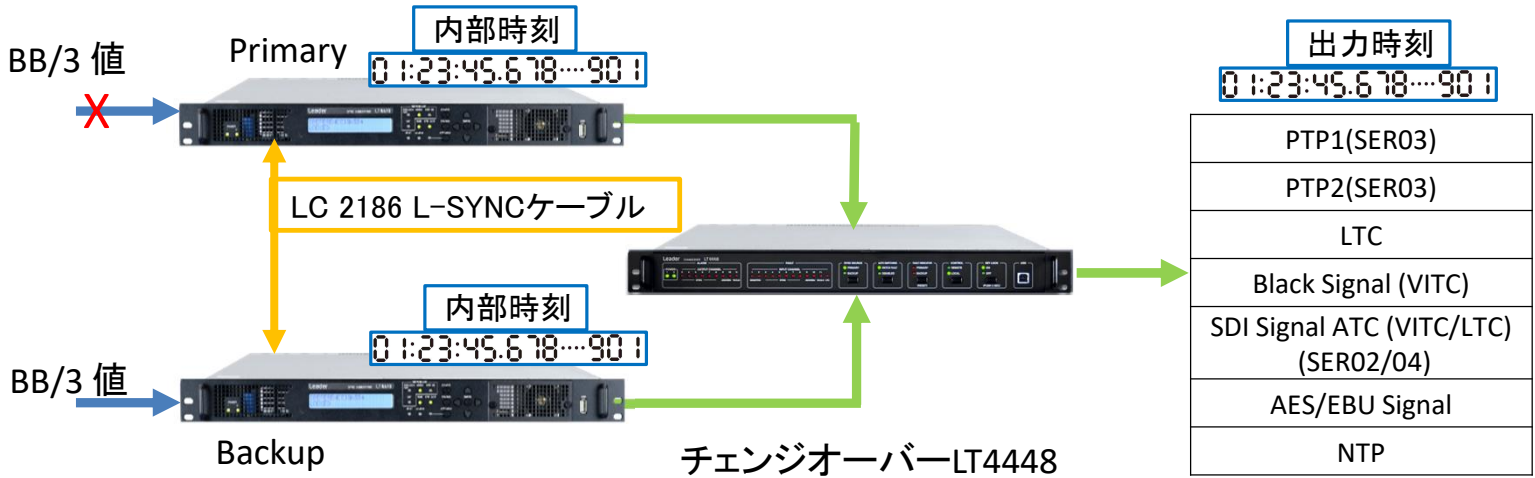 BB/3 値
Primary
内部時刻
01:23:45.678····901
X
LC 2186 L-SYNCケーブル
BB/3 値
内部時刻
01:23:45.678····901
Backup
Leader
LT4448
チェンジオーバーLT4448
出力時刻
01:23:45.678····901
PTP1(SER03)
PTP2(SER03)
LTC
Black Signal (VITC)
SDI Signal ATC (VITC/LTC)
(SER02/04)
AES/EBU Signal
NTP